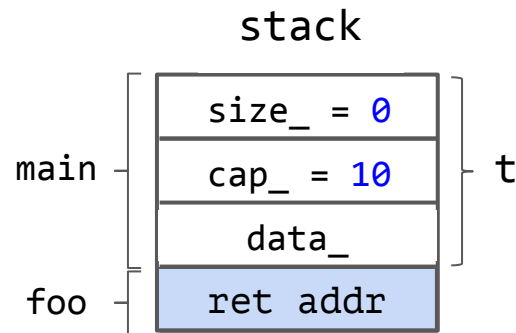 stack
size_ = 0
main
cap_ = 10
t
data_
foo
ret addr